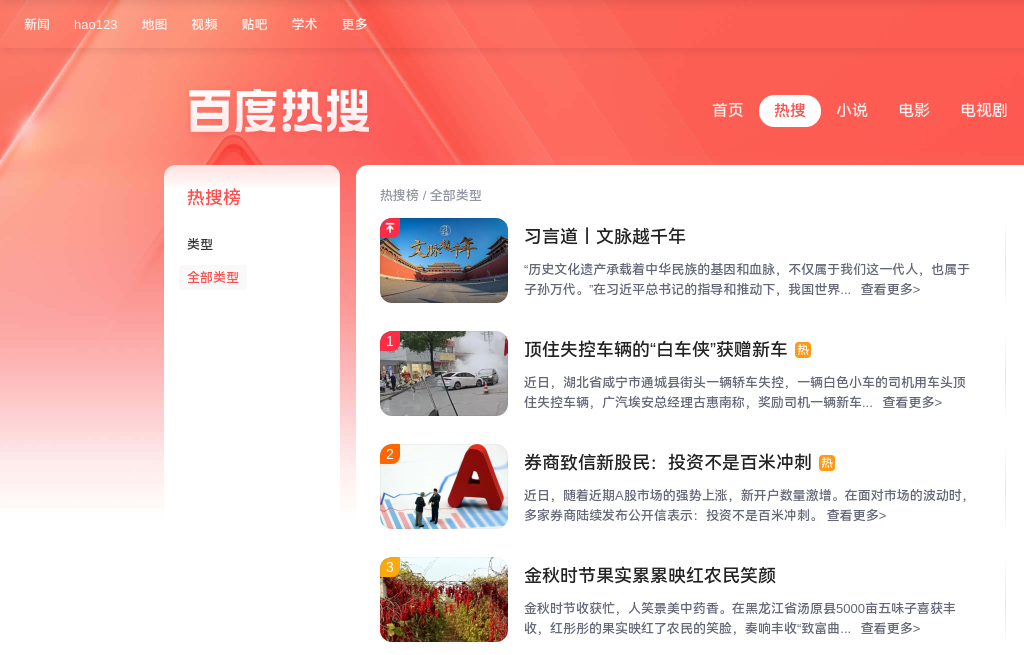 新闻 hao123 地图 视频 贴吧 学术 更多
百度热搜
首页 热搜 小说 电影 电视剧
热搜榜
类型
全部类型
热搜榜 / 全部类型
文脉越千年
习言道丨文脉越千年
“历史文化遗产承载着中华民族的基因和血脉，不仅属于我们这一代人，也属于
子孙万代。”在习近平总书记的指导和推动下，我国世界... 查看更多>
1
顶住失控车辆的“白车侠”获赠新车 热
近日，湖北省咸宁市通城县街头一辆轿车失控，一辆白色小车的司机用车头顶
住失控车辆，广汽埃安总经理古惠南称，奖励司机一辆新车... 查看更多>
2
券商致信新股民：投资不是百米冲刺 热
近日，随着近期A股市场的强势上涨，新开户数量激增。在面对市场的波动时，
多家券商陆续发布公开信表示：投资不是百米冲刺。 查看更多>
3
金秋时节果实累累映红农民笑颜
金秋时节收获忙，人笑景美中药香。在黑龙江省汤原县5000亩五味子喜获丰
收，红彤彤的果实映红了农民的笑脸，奏响丰收“致富曲... 查看更多>